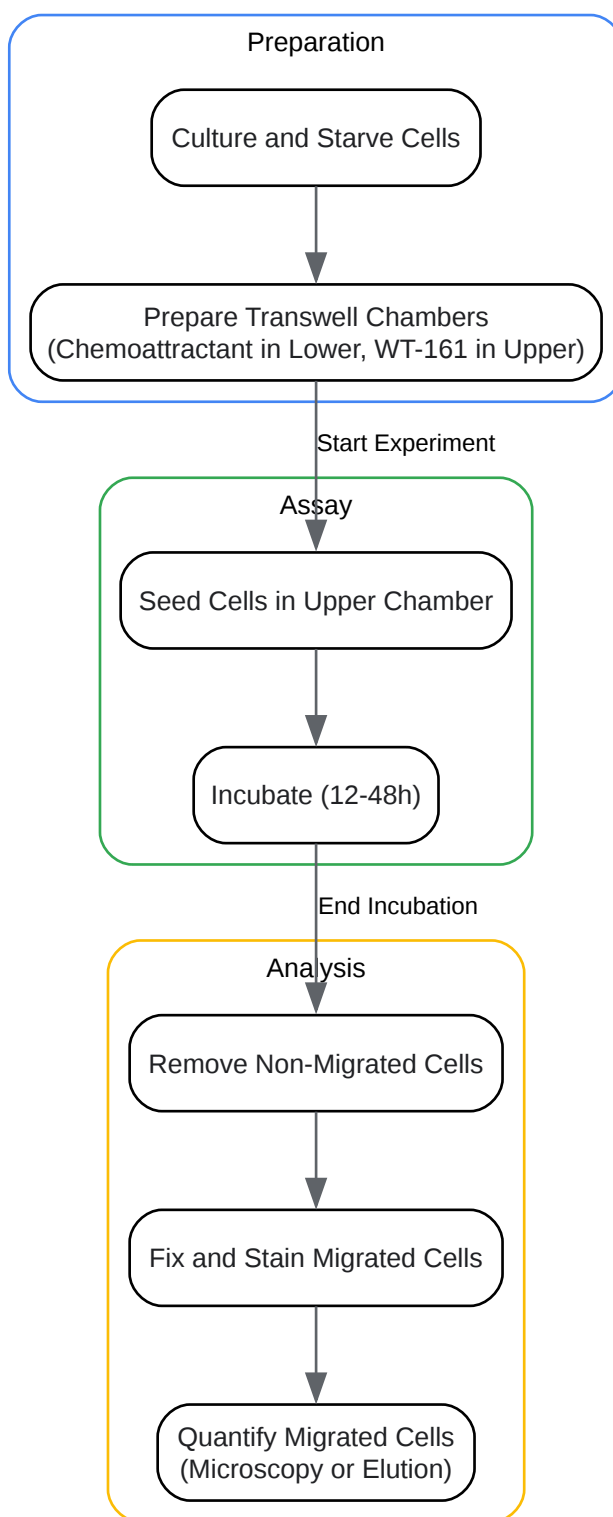 Preparation
Culture and Starve Cells
Prepare Transwell Chambers
(Chemoattractant in Lower, WT-161 in Upper)
Start Experiment
Assay
Seed Cells in Upper Chamber
Incubate (12-48h)
End Incubation
Analysis
Remove Non-Migrated Cells
Fix and Stain Migrated Cells
Quantify Migrated Cells
(Microscopy or Elution)